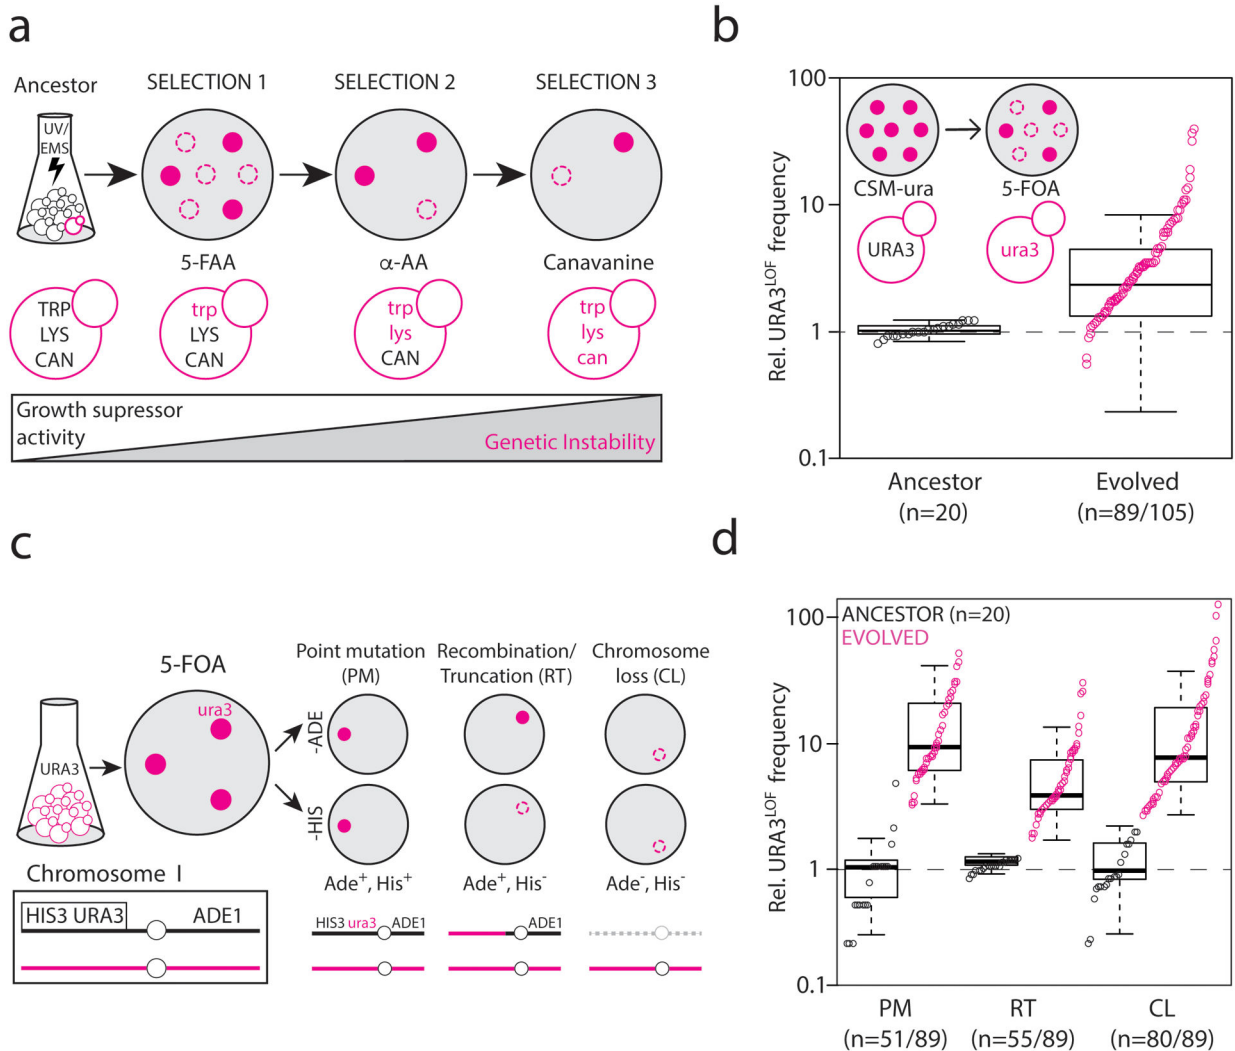 a
Ancestor
SELECTION 1
SELECTION 2
SELECTION 3
UV/
EMS
5-FAA
α-AA
Canavanine
TRP
LYS
CAN
trp
LYS
CAN
trp
lys
CAN
trp
lys
can
Growth supressor
activity
Genetic Instability
b
Rel. URA3^LOF frequency
100
10
1
0.1
CSM-ura
5-FOA
URA3
ura3
Ancestor
(n=20)
Evolved
(n=89/105)
c
5-FOA
ura3
URA3
Point mutation
(PM)
Recombination/
Truncation (RT)
Chromosome
loss (CL)
-ADE
-HIS
Ade+, His+
Ade+, His-
Ade-, His-
Chromosome I
HIS3 URA3
ADE1
HIS3 ura3
ADE1
ADE1
d
Rel. URA3^LOF frequency
100
10
1
0.1
ANCESTOR (n=20)
EVOLVED
PM
(n=51/89)
RT
(n=55/89)
CL
(n=80/89)